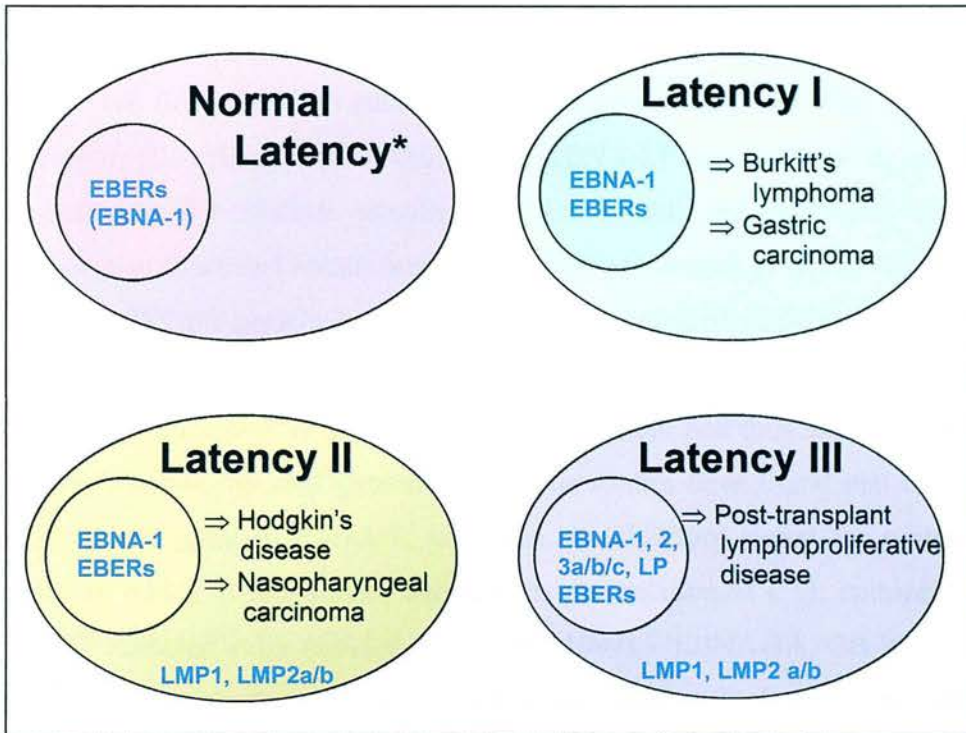 Normal
Latency*
EBERs
(EBNA-1)
Latency I
EBNA-1
EBERs
⇒ Burkitt's
lymphoma
⇒ Gastric
carcinoma
Latency II
EBNA-1
EBERs
⇒ Hodgkin's
disease
⇒ Nasopharyngeal
carcinoma
LMP1, LMP2a/b
Latency III
EBNA-1, 2,
3a/b/c, LP
EBERs
⇒ Post-transplant
lymphoproliferative
disease
LMP1, LMP2 a/b